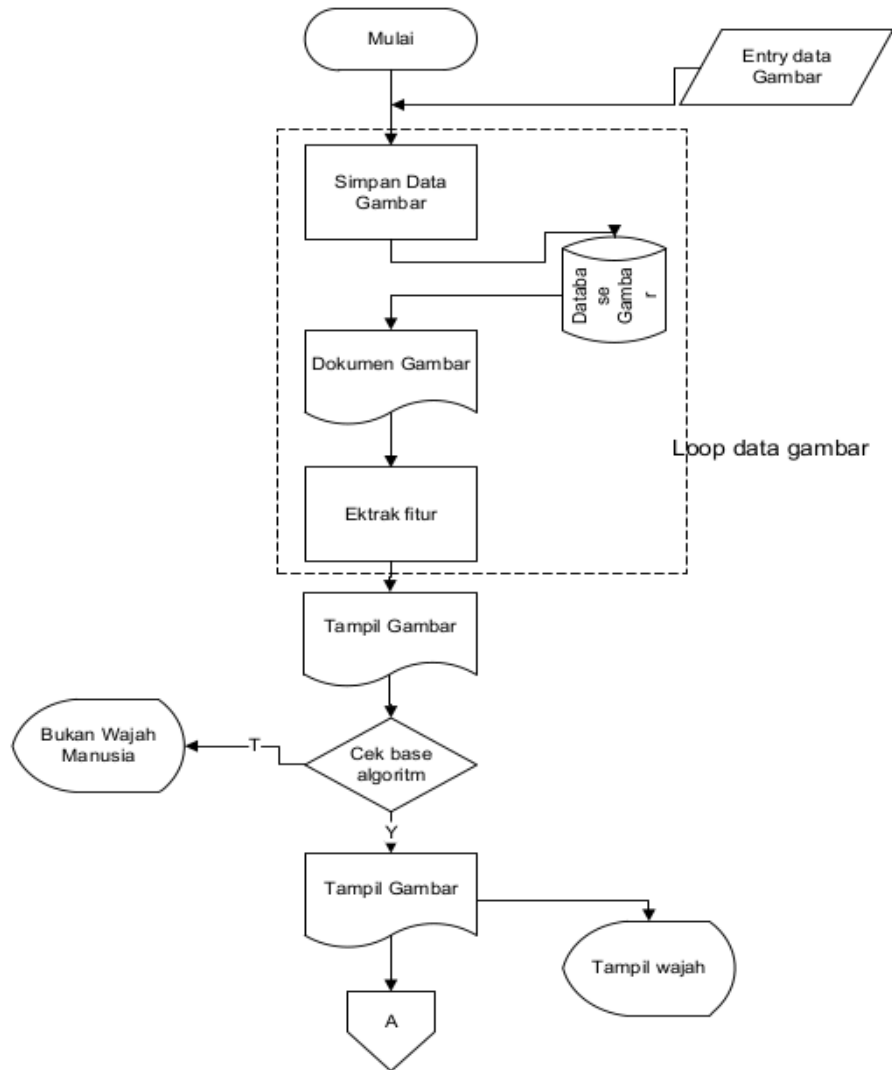 Mulai
Entry data
Gambar
Simpan Data
Gambar
Databa
se
Gamba
r
Dokumen Gambar
Loop data gambar
Ektrak fitur
Tampil Gambar
Bukan Wajah
Manusia
T
Cek base
algoritm
Y
Tampil Gambar
Tampil wajah
A